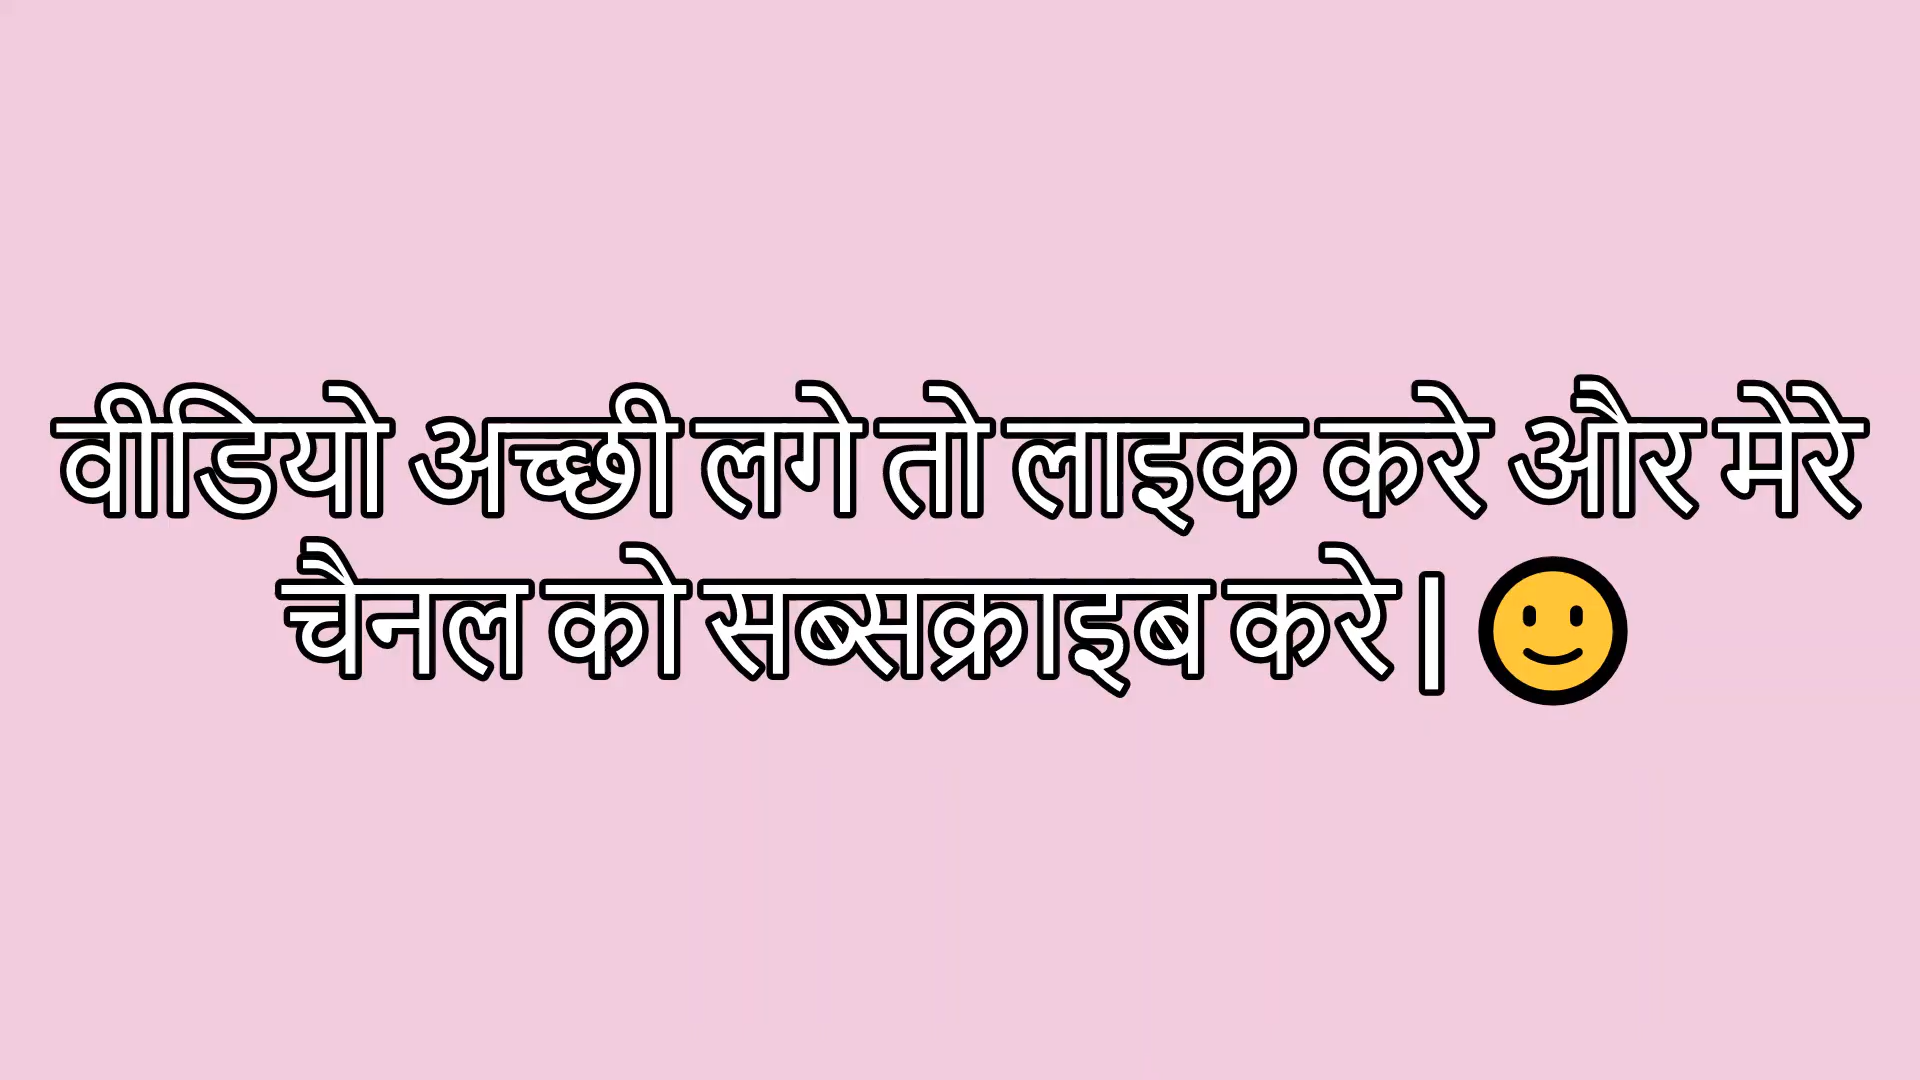 वीडियो अच्छी लगे तो लाइक करे और मेरे
चैनल को सब्सक्राइब करे | 🙂